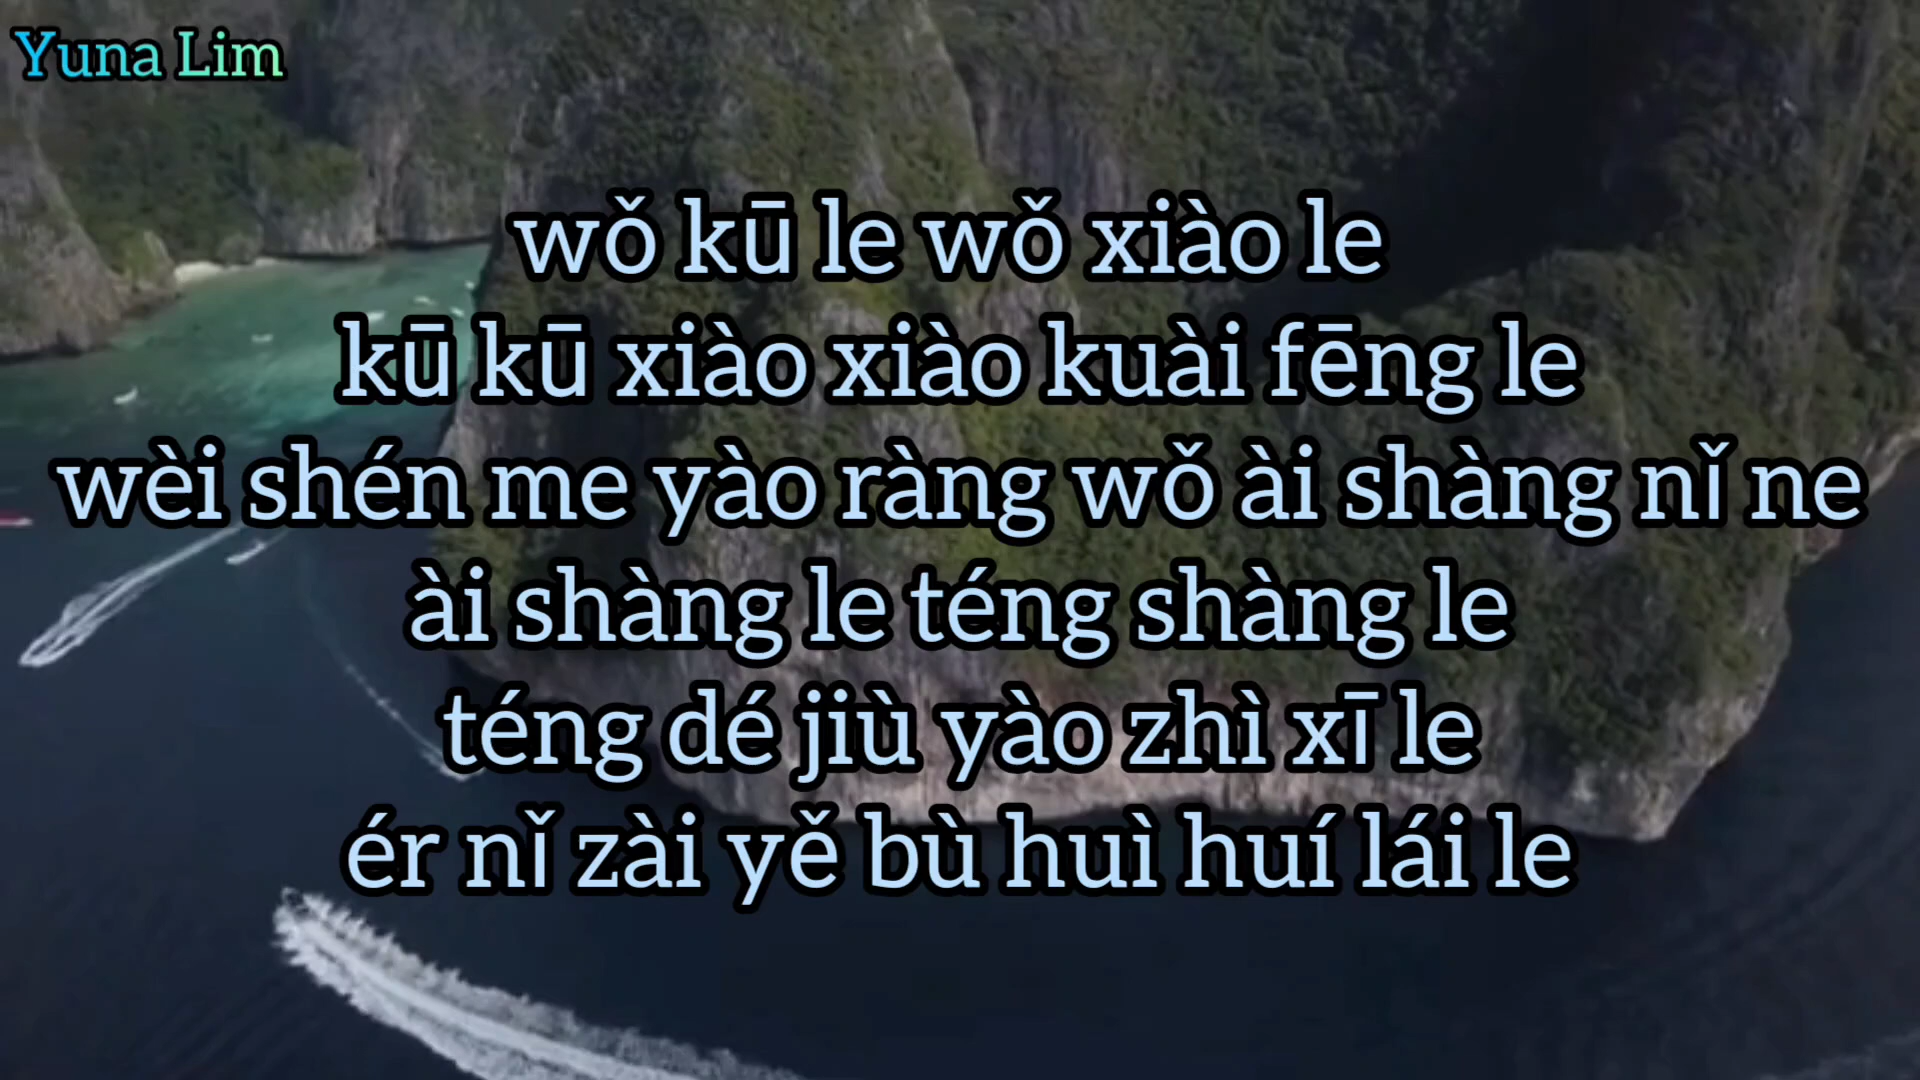 Yuna Lim
wǒ kū le wǒ xiào le
kū kū xiào xiào kuài fēng le
wèi shén me yào ràng wǒ ài shàng nǐ ne
ài shàng le téng shàng le
téng dé jiù yào zhì xī le
ér nǐ zài yě bù huì huí lái le